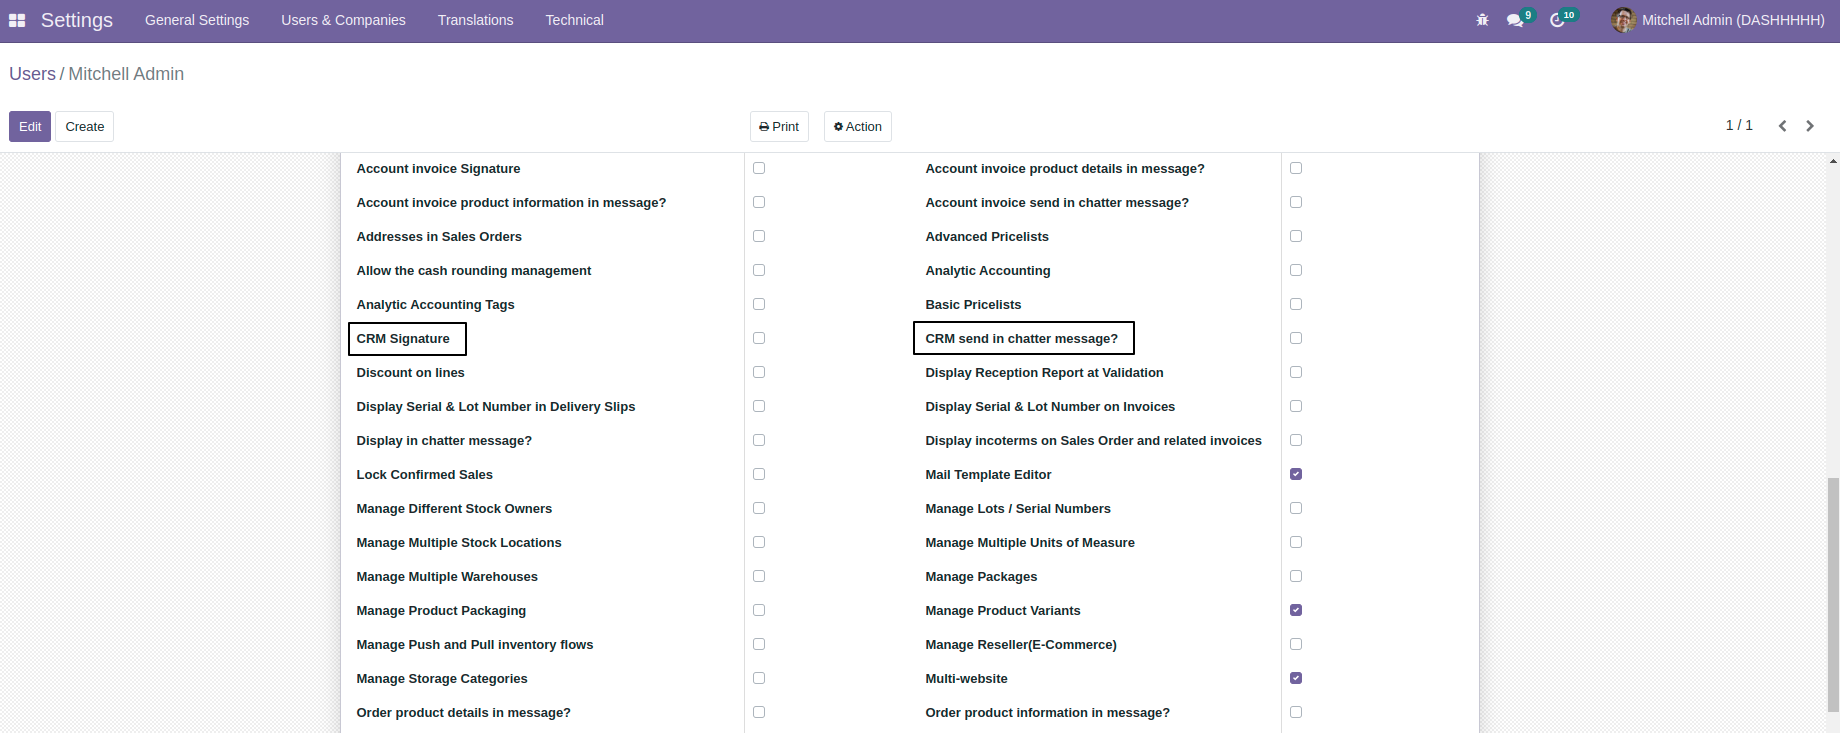 Settings General Settings Users & Companies Translations Technical 9 10 Mitchell Admin (DASHHHHH)
Users / Mitchell Admin
Edit Create Print Action 1 / 1
Account invoice Signature Account invoice product details in message?
Account invoice product information in message? Account invoice send in chatter message?
Addresses in Sales Orders Advanced Pricelists
Allow the cash rounding management Analytic Accounting
Analytic Accounting Tags Basic Pricelists
CRM Signature CRM send in chatter message?
Discount on lines Display Reception Report at Validation
Display Serial & Lot Number in Delivery Slips Display Serial & Lot Number on Invoices
Display in chatter message? Display incoterms on Sales Order and related invoices
Lock Confirmed Sales Mail Template Editor
Manage Different Stock Owners Manage Lots / Serial Numbers
Manage Multiple Stock Locations Manage Multiple Units of Measure
Manage Multiple Warehouses Manage Packages
Manage Product Packaging Manage Product Variants
Manage Push and Pull inventory flows Manage Reseller(E-Commerce)
Manage Storage Categories Multi-website
Order product details in message? Order product information in message?